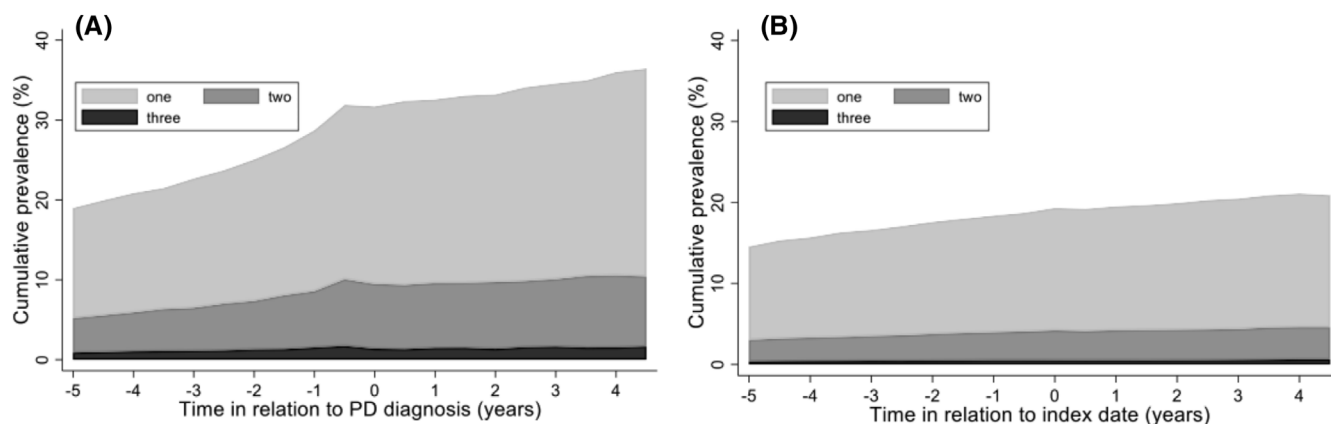 (A)
Cumulative prevalence (%)
40
30
20
10
0
one
two
three
-5 -4 -3 -2 -1 0 1 2 3 4
Time in relation to PD diagnosis (years)
(B)
Cumulative prevalence (%)
40
30
20
10
0
one
two
three
-5 -4 -3 -2 -1 0 1 2 3 4
Time in relation to index date (years)